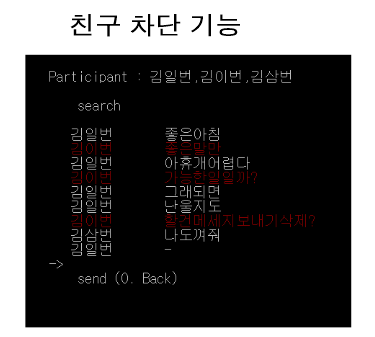 친구 차단 기능
Participant : 김일번,김이번,김삼번
search
김일번 좋은아침
김이번 좋은말만
김일번 아휴개어렵다
김이번 가능한일일까?
김일번 그래되면
김일번 난울지도
김이번
김삼번 나도껴줘
김일번 -
->
send (0. Back)